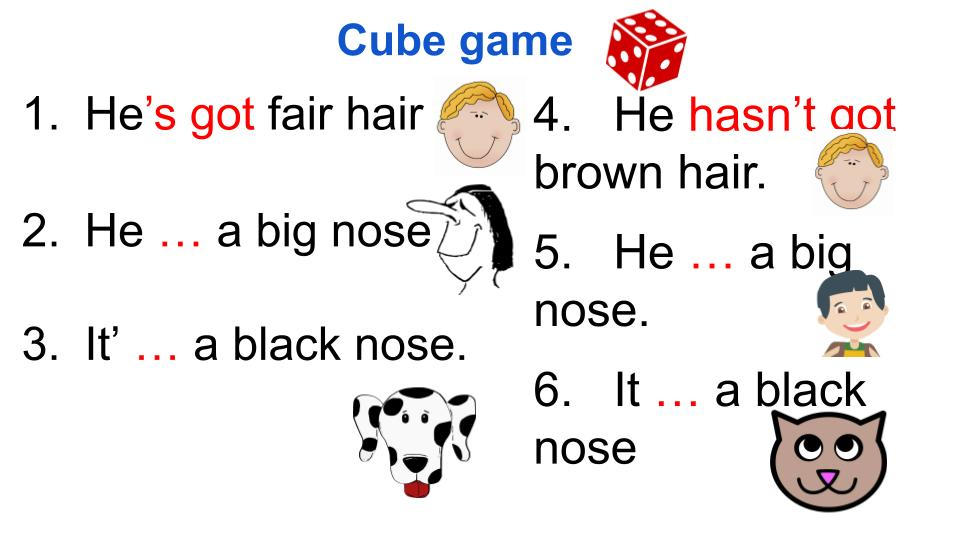 Cube game
1. He’s got fair hair
2. He … a big nose
3. It’ … a black nose.
4. He hasn’t got
brown hair.
5. He … a big
nose.
6. It … a black
nose